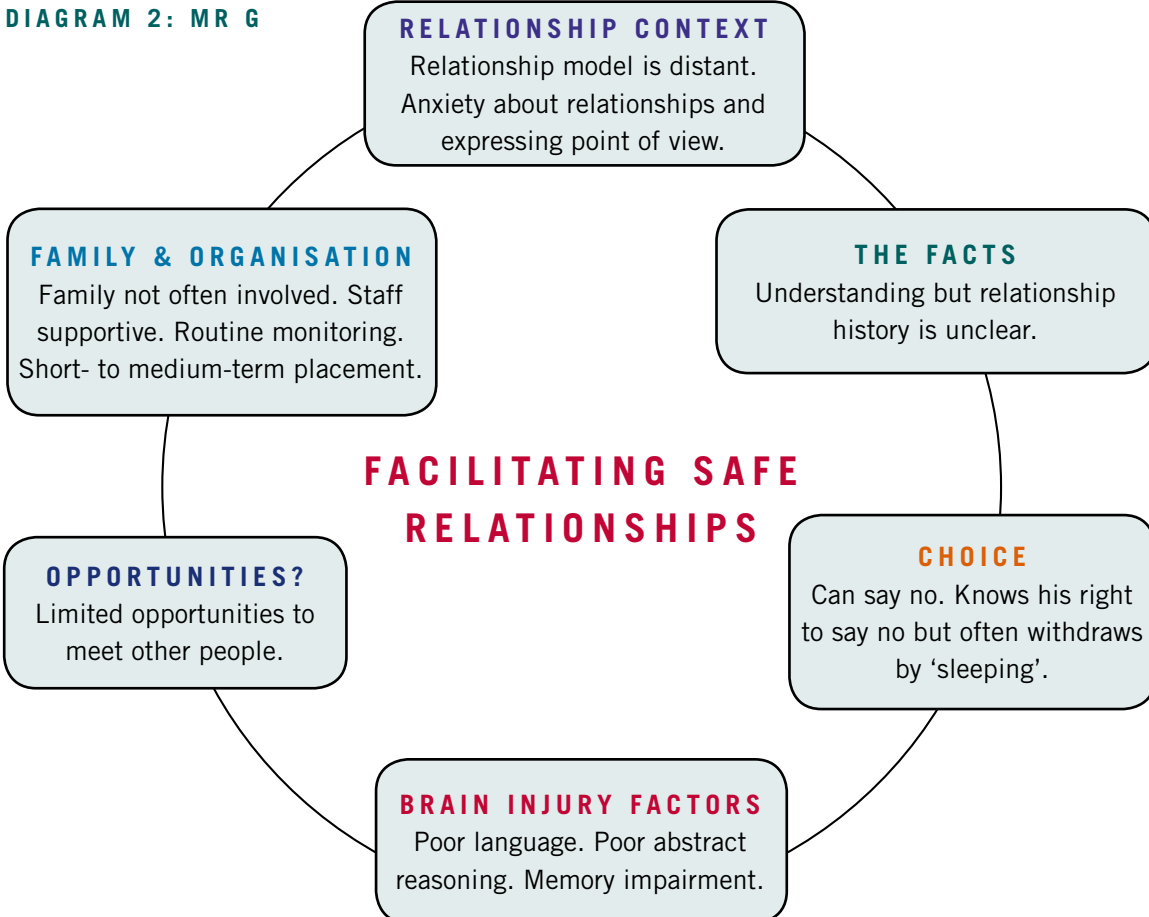 DIAGRAM 2: MR G
RELATIONSHIP CONTEXT
Relationship model is distant.
Anxiety about relationships and
expressing point of view.
FAMILY & ORGANISATION
Family not often involved. Staff
supportive. Routine monitoring.
Short- to medium-term placement.
THE FACTS
Understanding but relationship
history is unclear.
FACILITATING SAFE
RELATIONSHIPS
OPPORTUNITIES?
Limited opportunities to
meet other people.
CHOICE
Can say no. Knows his right
to say no but often withdraws
by ‘sleeping’.
BRAIN INJURY FACTORS
Poor language. Poor abstract
reasoning. Memory impairment.